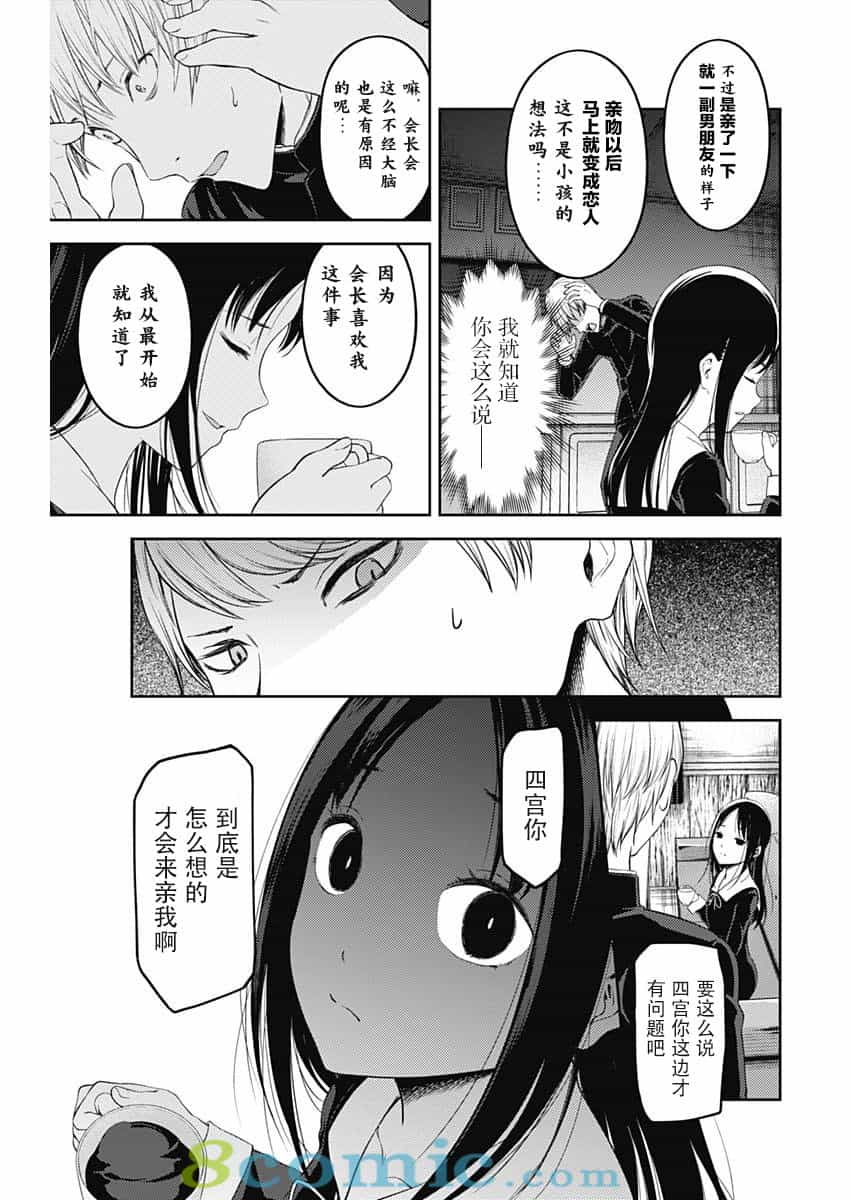 不过是亲了一下
就一副男朋友的样子
亲吻以后
马上就变成恋人
这不是小孩的
想法吗……
我就知道
你会这么说——
嘛，会长会
这么不经大脑
也是有原因
的呢…
因为
会长喜欢我
这件事
我从最开始
就知道了
要这么说
四宫你这边才
有问题吧
四宫你
到底是
怎么想的
才会来亲我啊
8comic.com